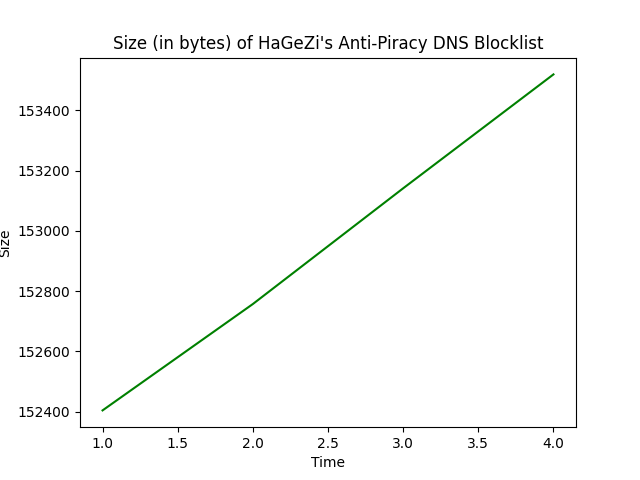 Size (in bytes) of HaGeZi's Anti-Piracy DNS Blocklist
153400
153200
153000
152800
152600
152400
Size
1.0 1.5 2.0 2.5 3.0 3.5 4.0
Time